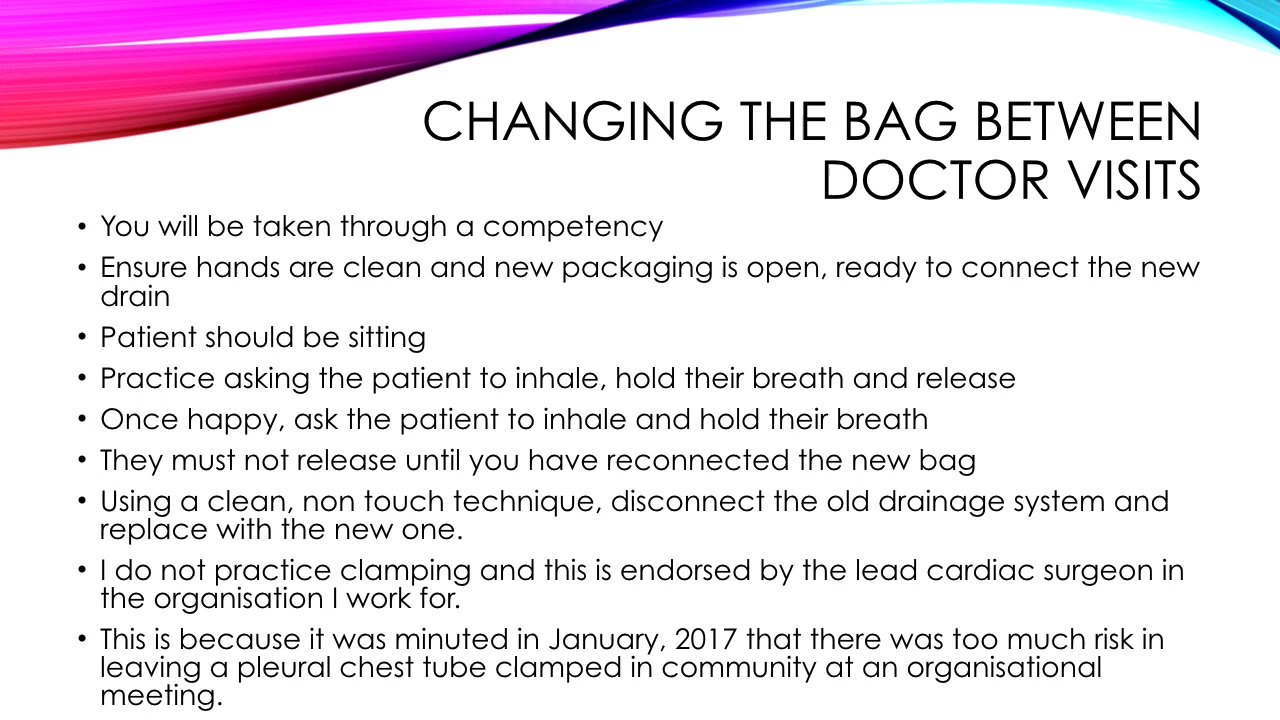 CHANGING THE BAG BETWEEN
DOCTOR VISITS
• You will be taken through a competency
• Ensure hands are clean and new packaging is open, ready to connect the new
drain
• Patient should be sitting
• Practice asking the patient to inhale, hold their breath and release
• Once happy, ask the patient to inhale and hold their breath
• They must not release until you have reconnected the new bag
• Using a clean, non touch technique, disconnect the old drainage system and
replace with the new one.
• I do not practice clamping and this is endorsed by the lead cardiac surgeon in
the organisation I work for.
• This is because it was minuted in January, 2017 that there was too much risk in
leaving a pleural chest tube clamped in community at an organisational
meeting.